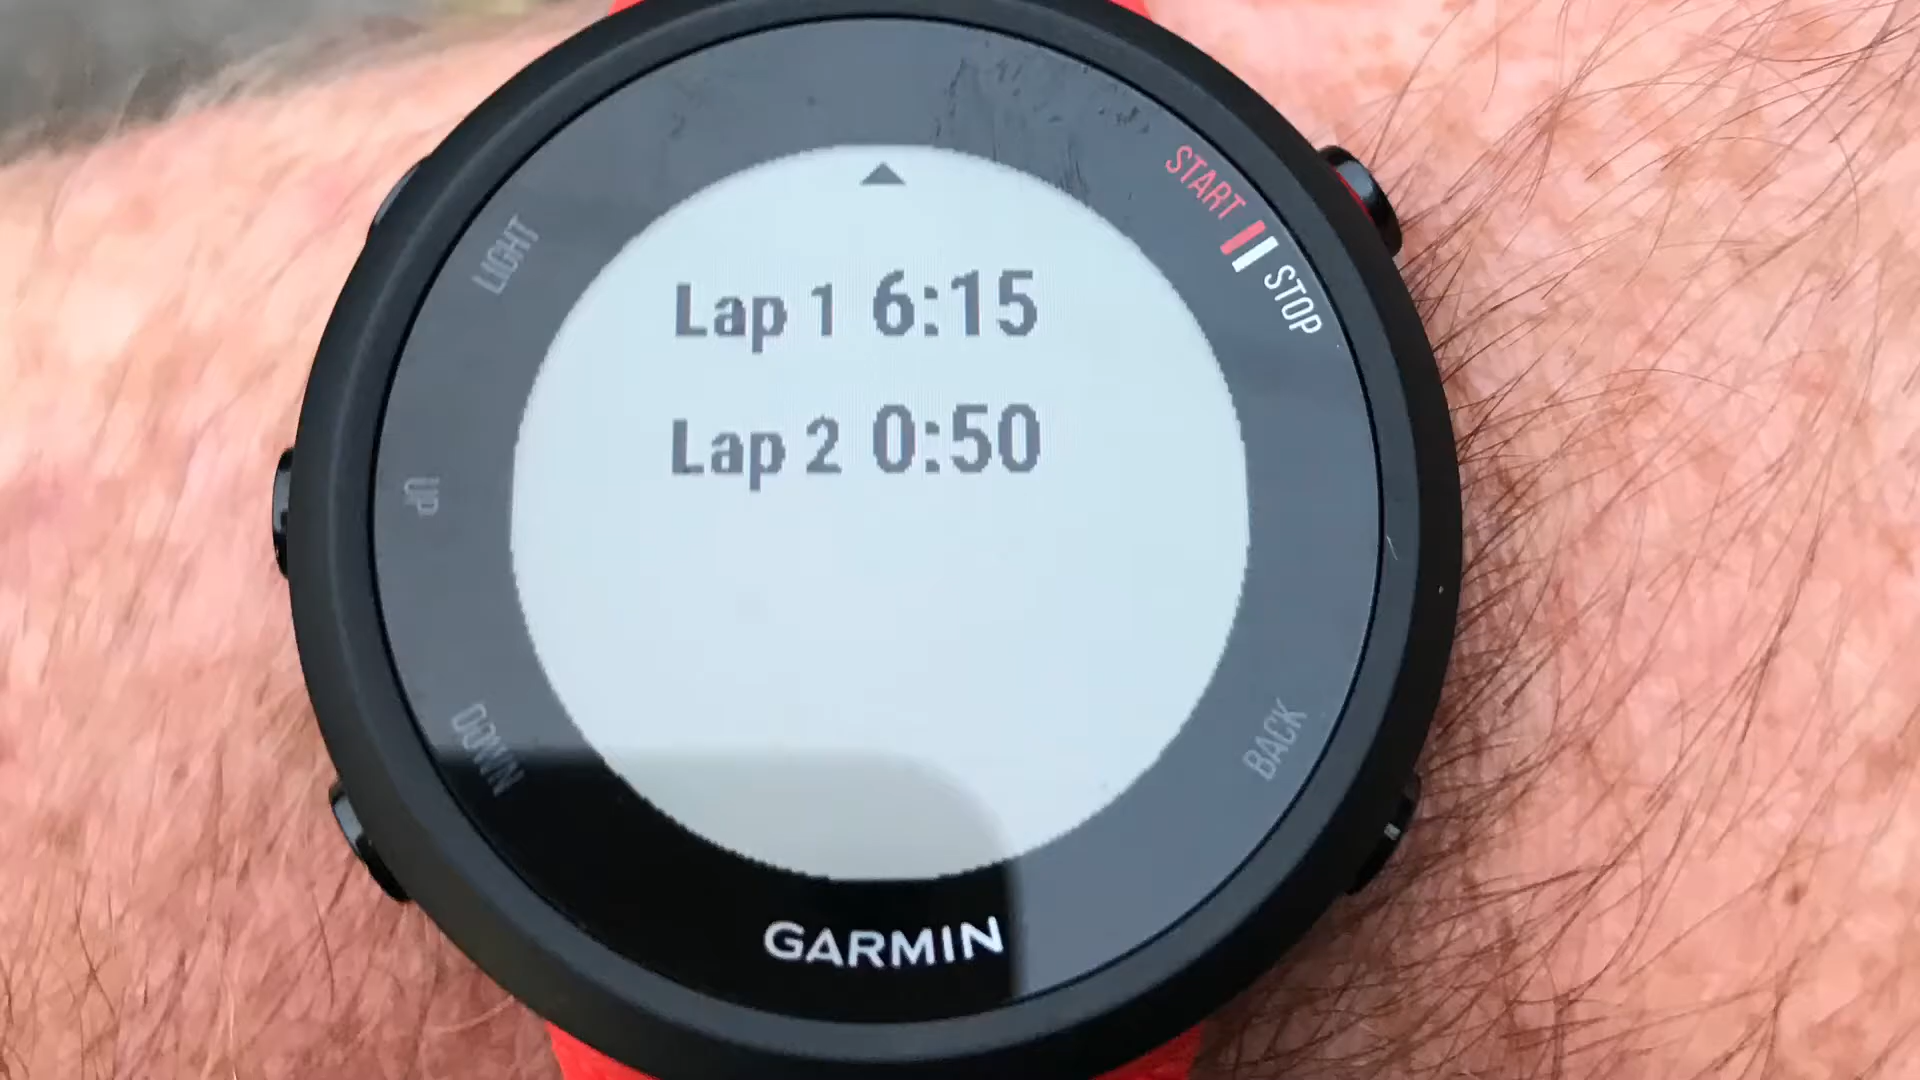 START
STOP
LIGHT
Lap 1 6:15
Lap 2 0:50
UP
DOWN
BACK
GARMIN